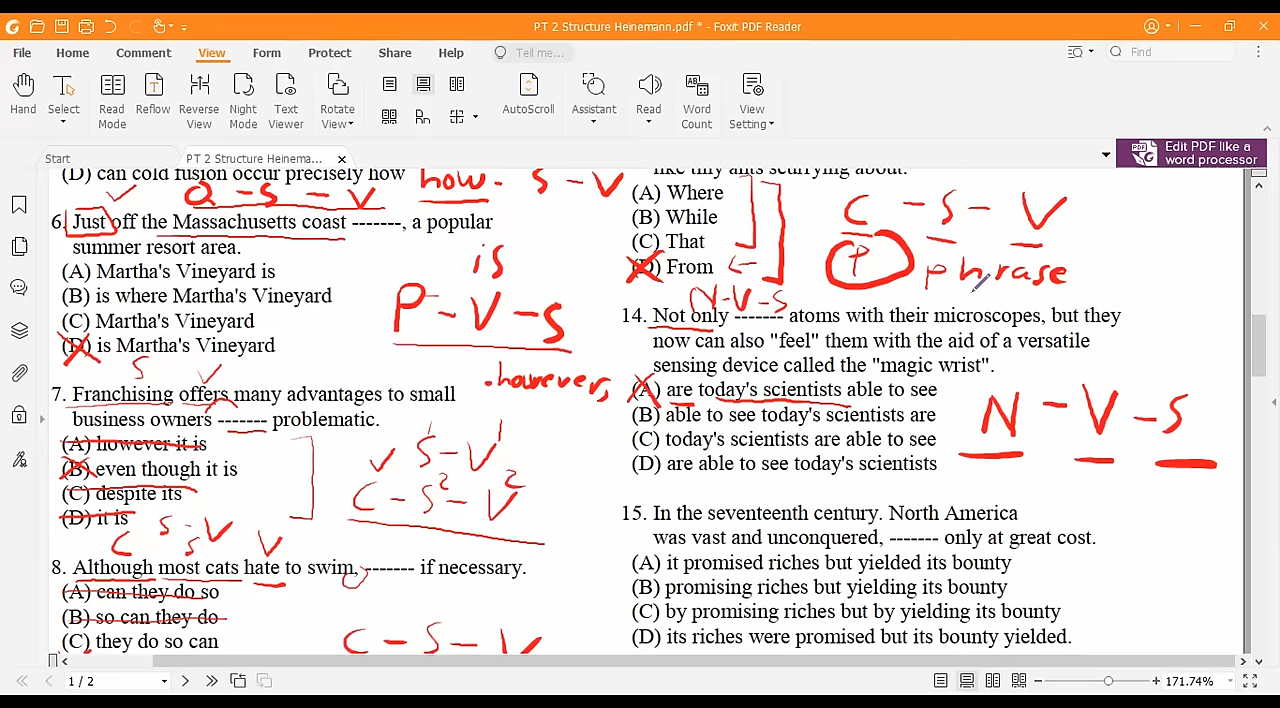 PT 2 Structure Heinemann.pdf * - Foxit PDF Reader
File Home Comment View Form Protect Share Help Tell me... Find
Hand Select Read Mode Reflow Reverse View Night Mode Text Viewer Rotate View AutoScroll Assistant Read Word Count View Setting
Start PT 2 Structure Heinema... Edit PDF like a word processor
(D) can cold fusion occur precisely how
how - S - V
Q - S - V
6. Just off the Massachusetts coast -------, a popular
summer resort area.
(A) Martha's Vineyard is
(B) is where Martha's Vineyard
(C) Martha's Vineyard
(D) is Martha's Vineyard
is
P - V - S
. however,
S V
7. Franchising offers many advantages to small
business owners ------- problematic.
(A) however it is
(B) even though it is
(C) despite its
(D) it is
S - V
C - S - V
S - V
C S V
8. Although most cats hate to swim, ------- if necessary.
(A) can they do so
(B) so can they do
(C) they do so can
C - S - V
like tiny ants scurrying about.
(A) Where
(B) While
(C) That
(D) From
C - S - V
P phrase
N - V - S
14. Not only ------- atoms with their microscopes, but they
now can also "feel" them with the aid of a versatile
sensing device called the "magic wrist".
(A) are today's scientists able to see
(B) able to see today's scientists are
(C) today's scientists are able to see
(D) are able to see today's scientists
N - V - S
15. In the seventeenth century. North America
was vast and unconquered, ------- only at great cost.
(A) it promised riches but yielded its bounty
(B) promising riches but yielding its bounty
(C) by promising riches but by yielding its bounty
(D) its riches were promised but its bounty yielded.
1 / 2 171.74%